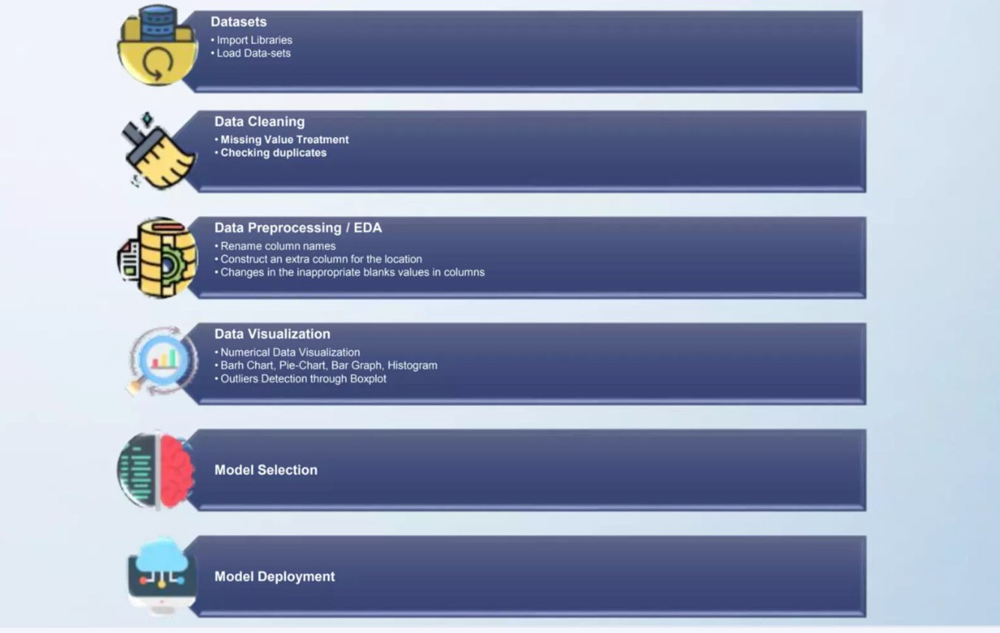 Datasets
• Import Libraries
• Load Data-sets
Data Cleaning
• Missing Value Treatment
• Checking duplicates
Data Preprocessing / EDA
• Rename column names
• Construct an extra column for the location
• Changes in the inappropriate blanks values in columns
Data Visualization
• Numerical Data Visualization
• Barh Chart, Pie-Chart, Bar Graph, Histogram
• Outliers Detection through Boxplot
Model Selection
Model Deployment